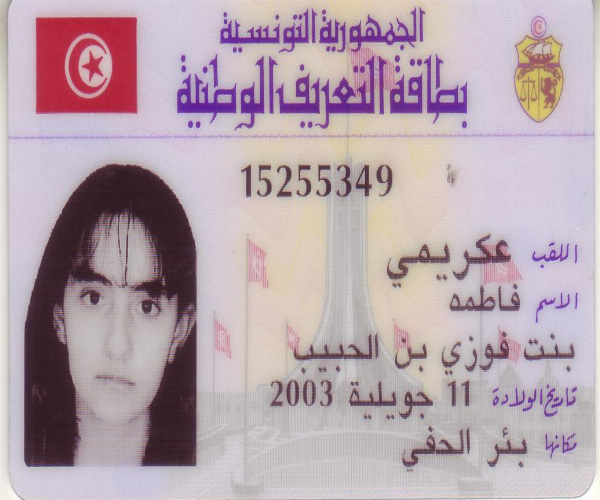 الجمهورية التونسية
بطاقة التعريف الوطنية
15255349
اللقب عكريمي
الاسم فاطمه
بنت فوزي بن الحبيب
تاريخ الولادة 11 جويلية 2003
مكانها بئر الحفي